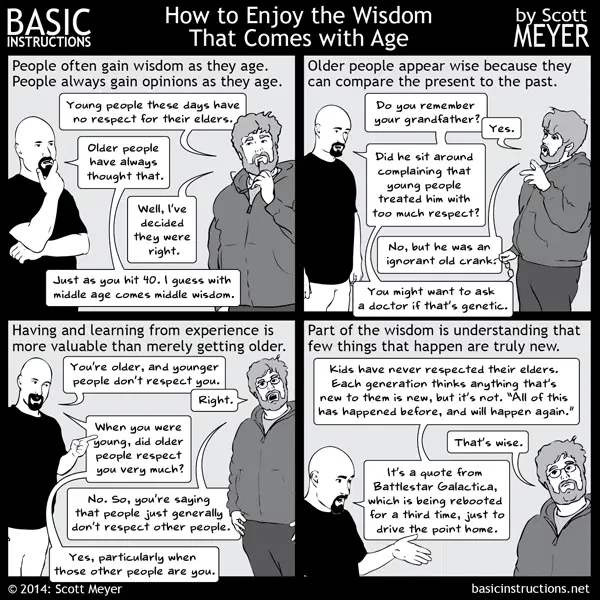 BASIC
INSTRUCTIONS
How to Enjoy the Wisdom
That Comes with Age
by Scott
MEYER
People often gain wisdom as they age.
People always gain opinions as they age.
Young people these days have
no respect for their elders.
Older people
have always
thought that.
Well, I've
decided
they were
right.
Just as you hit 40. I guess with
middle age comes middle wisdom.
Older people appear wise because they
can compare the present to the past.
Do you remember
your grandfather?
Yes.
Did he sit around
complaining that
young people
treated him with
too much respect?
No, but he was an
ignorant old crank.
You might want to ask
a doctor if that's genetic.
Having and learning from experience is
more valuable than merely getting older.
You're older, and younger
people don't respect you.
Right.
When you were
young, did older
people respect
you very much?
No. So, you're saying
that people just generally
don't respect other people.
Yes, particularly when
those other people are you.
Part of the wisdom is understanding that
few things that happen are truly new.
Kids have never respected their elders.
Each generation thinks anything that's
new to them is new, but it's not. "All of this
has happened before, and will happen again."
That's wise.
It's a quote from
Battlestar Galactica,
which is being rebooted
for a third time, just to
drive the point home.
© 2014: Scott Meyer
basicinstructions.net